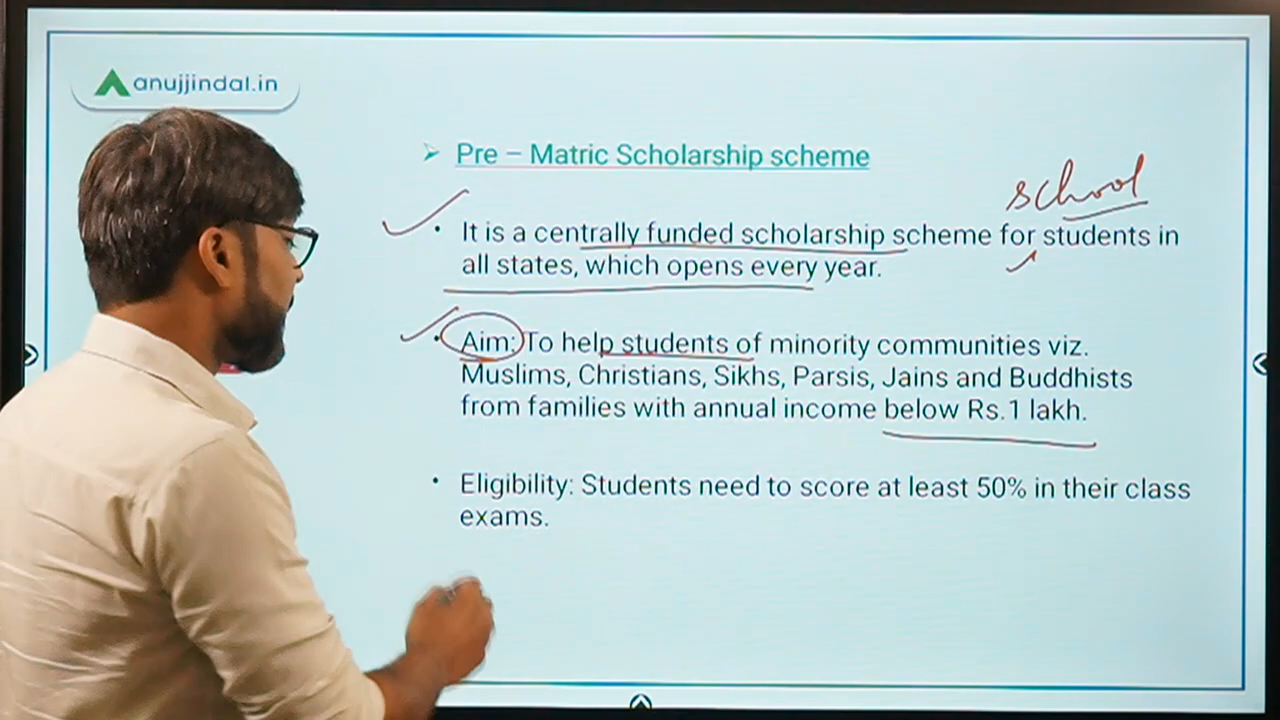 anujjindal.in
Pre – Matric Scholarship scheme
school
It is a centrally funded scholarship scheme for students in
all states, which opens every year.
Aim: To help students of minority communities viz.
Muslims, Christians, Sikhs, Parsis, Jains and Buddhists
from families with annual income below Rs.1 lakh.
Eligibility: Students need to score at least 50% in their class
exams.